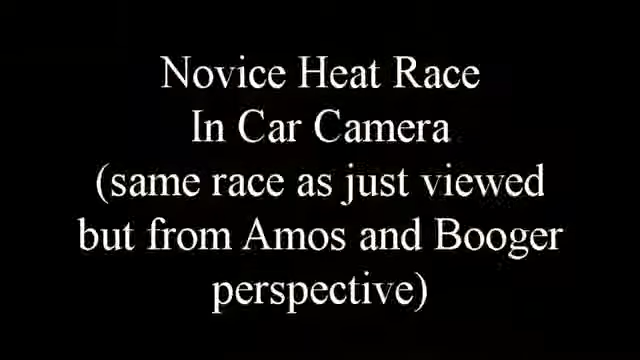 Novice Heat Race
In Car Camera
(same race as just viewed
but from Amos and Booger
perspective)